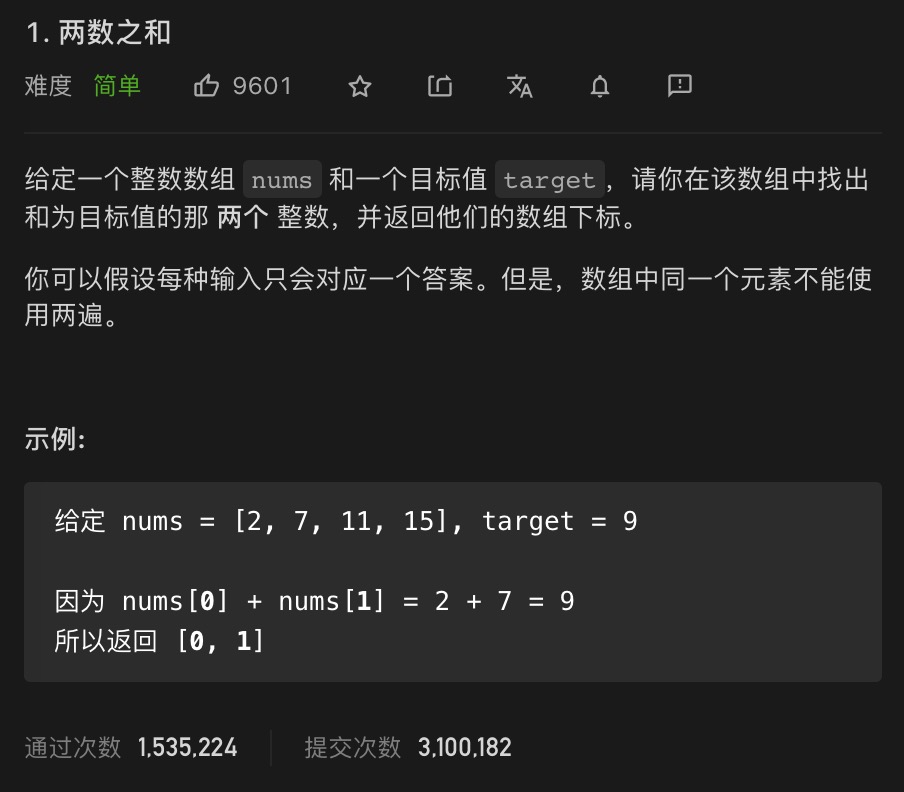 1. 两数之和
难度 简单 9601
给定一个整数数组 nums 和一个目标值 target，请你在该数组中找出
和为目标值的那 两个 整数，并返回他们的数组下标。
你可以假设每种输入只会对应一个答案。但是，数组中同一个元素不能使
用两遍。
示例:
给定 nums = [2, 7, 11, 15], target = 9
因为 nums[0] + nums[1] = 2 + 7 = 9
所以返回 [0, 1]
通过次数 1,535,224 提交次数 3,100,182